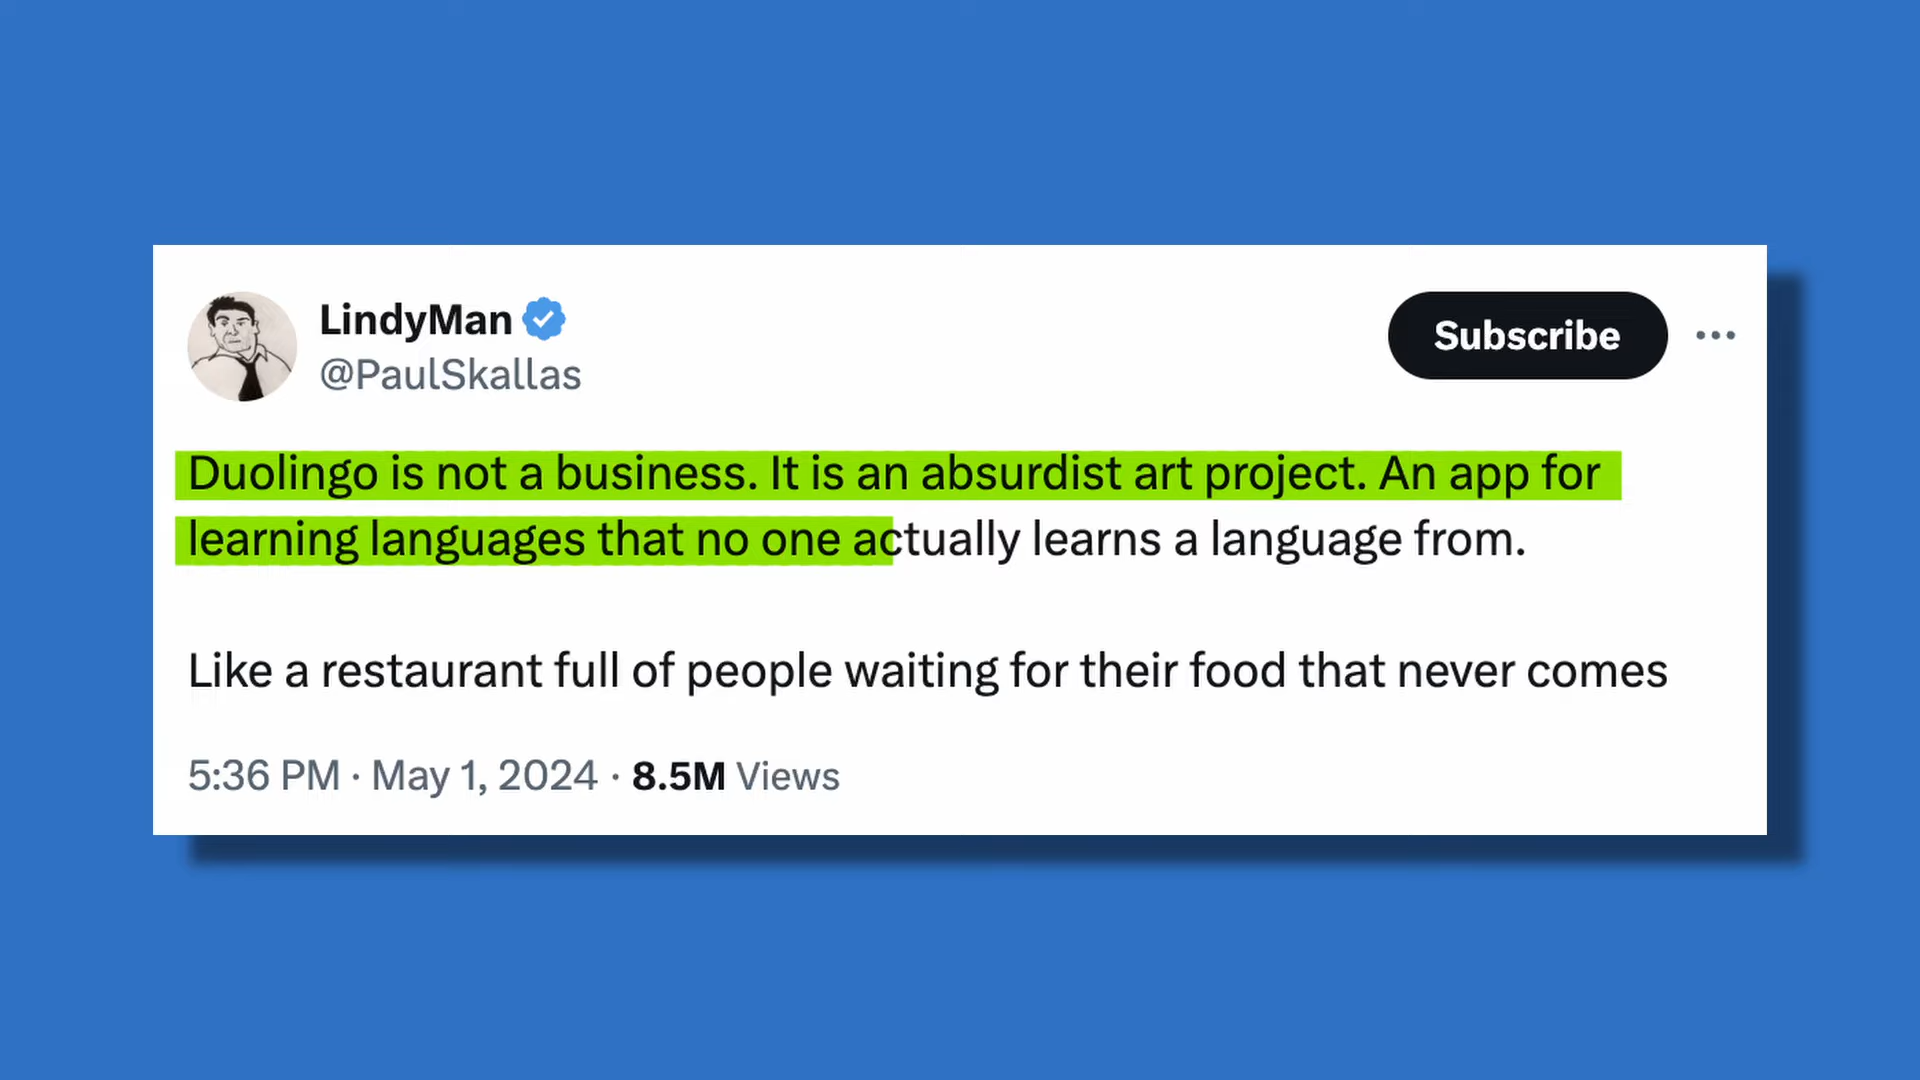 LindyMan
@PaulSkallas
Subscribe
Duolingo is not a business. It is an absurdist art project. An app for
learning languages that no one actually learns a language from.
Like a restaurant full of people waiting for their food that never comes
5:36 PM · May 1, 2024 · 8.5M Views